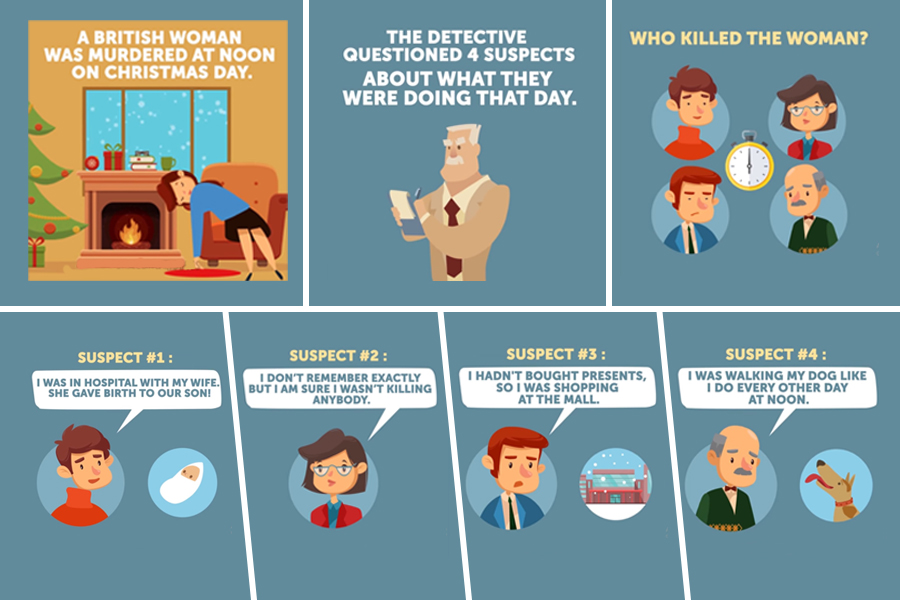 A BRITISH WOMAN
WAS MURDERED AT NOON
ON CHRISTMAS DAY.
THE DETECTIVE
QUESTIONED 4 SUSPECTS
ABOUT WHAT THEY
WERE DOING THAT DAY.
WHO KILLED THE WOMAN?
SUSPECT #1 :
I WAS IN HOSPITAL WITH MY WIFE.
SHE GAVE BIRTH TO OUR SON!
SUSPECT #2 :
I DON'T REMEMBER EXACTLY
BUT I AM SURE I WASN'T KILLING
ANYBODY.
SUSPECT #3 :
I HADN'T BOUGHT PRESENTS,
SO I WAS SHOPPING
AT THE MALL.
SUSPECT #4 :
I WAS WALKING MY DOG LIKE
I DO EVERY OTHER DAY
AT NOON.